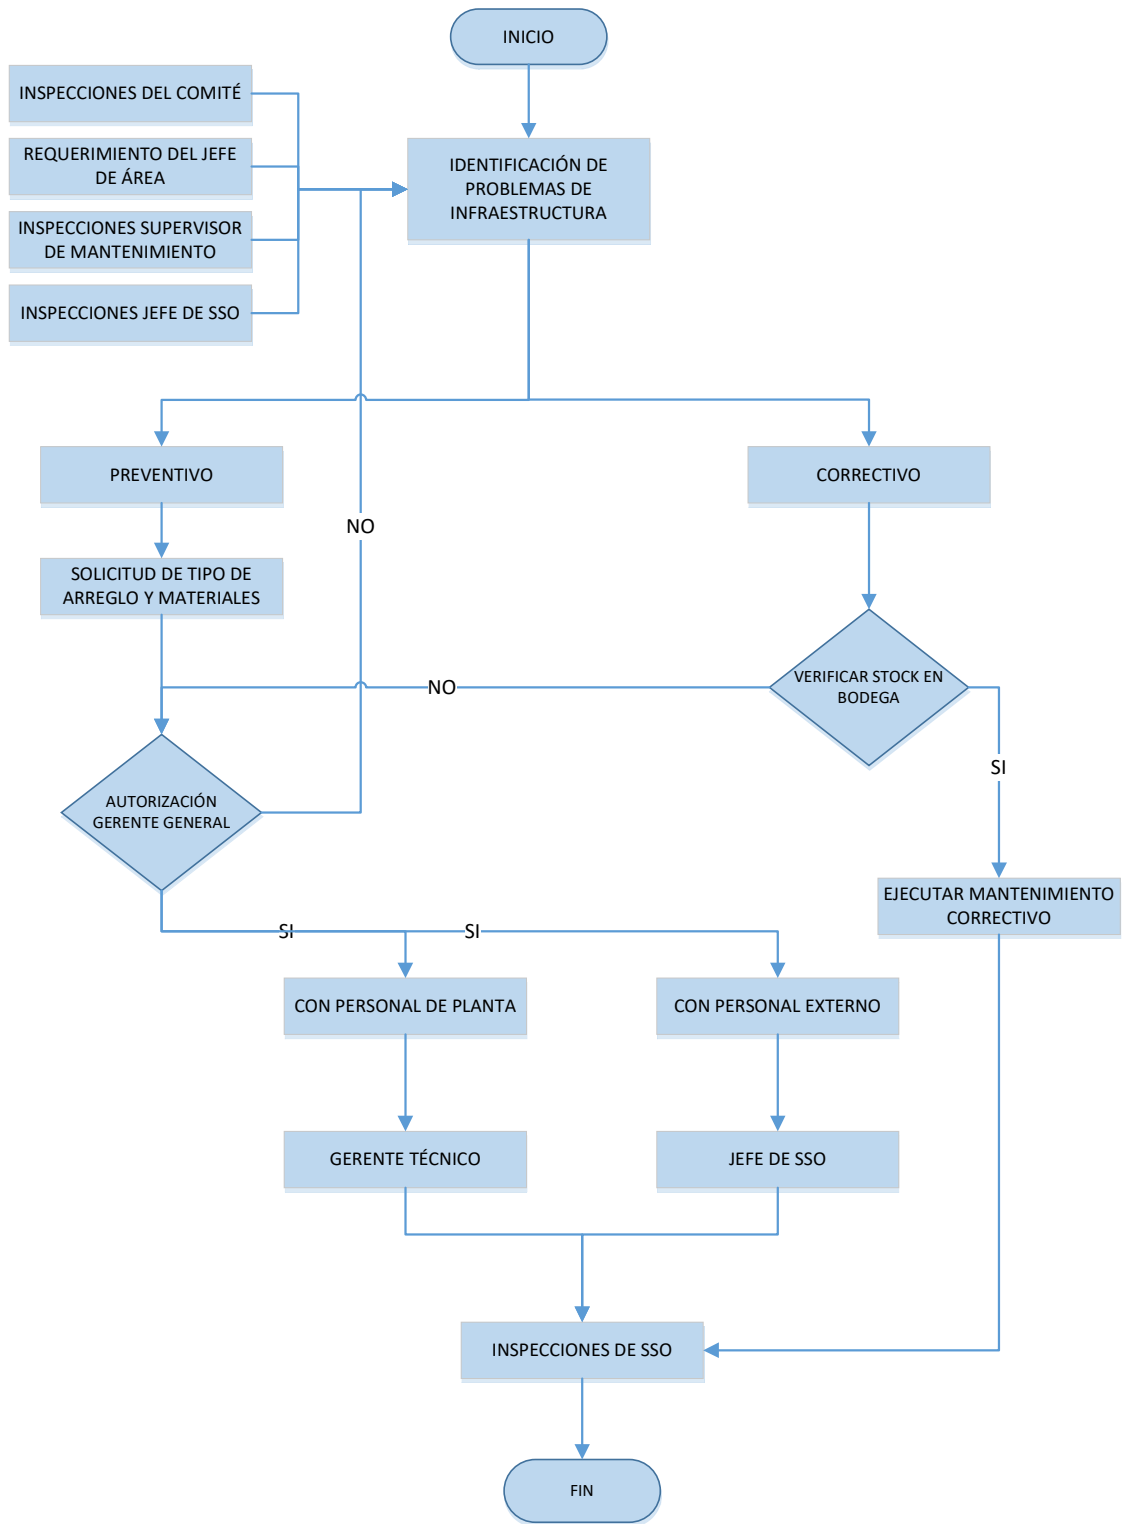 INICIO
INSPECCIONES DEL COMITÉ
REQUERIMIENTO DEL JEFE
DE ÁREA
INSPECCIONES SUPERVISOR
DE MANTENIMIENTO
INSPECCIONES JEFE DE SSO
IDENTIFICACIÓN DE
PROBLEMAS DE
INFRAESTRUCTURA
PREVENTIVO
CORRECTIVO
NO
SOLICITUD DE TIPO DE
ARREGLO Y MATERIALES
VERIFICAR STOCK EN
BODEGA
NO
SI
AUTORIZACIÓN
GERENTE GENERAL
EJECUTAR MANTENIMIENTO
CORRECTIVO
SI
SI
CON PERSONAL DE PLANTA
CON PERSONAL EXTERNO
GERENTE TÉCNICO
JEFE DE SSO
INSPECCIONES DE SSO
FIN